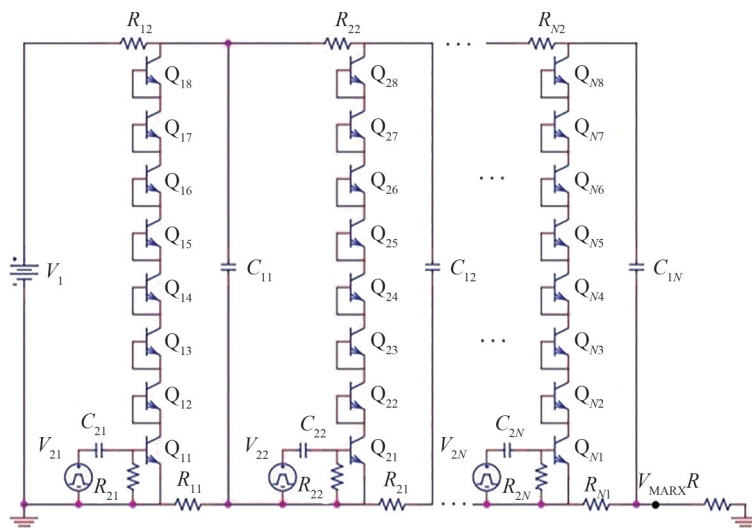 R12 R22 ... RN2
Q18 Q28 QN8
Q17 Q27 QN7
Q16 Q26 ... QN6
Q15 Q25 QN5
V1 C11 C12 C1N
Q14 Q24 QN4
Q13 Q23 ... QN3
Q12 Q22 QN2
C21 C22 C2N
V21 Q11 V22 Q21 V2N QN1
R21 R11 R22 R21 R2N RN1 VMARX R
...